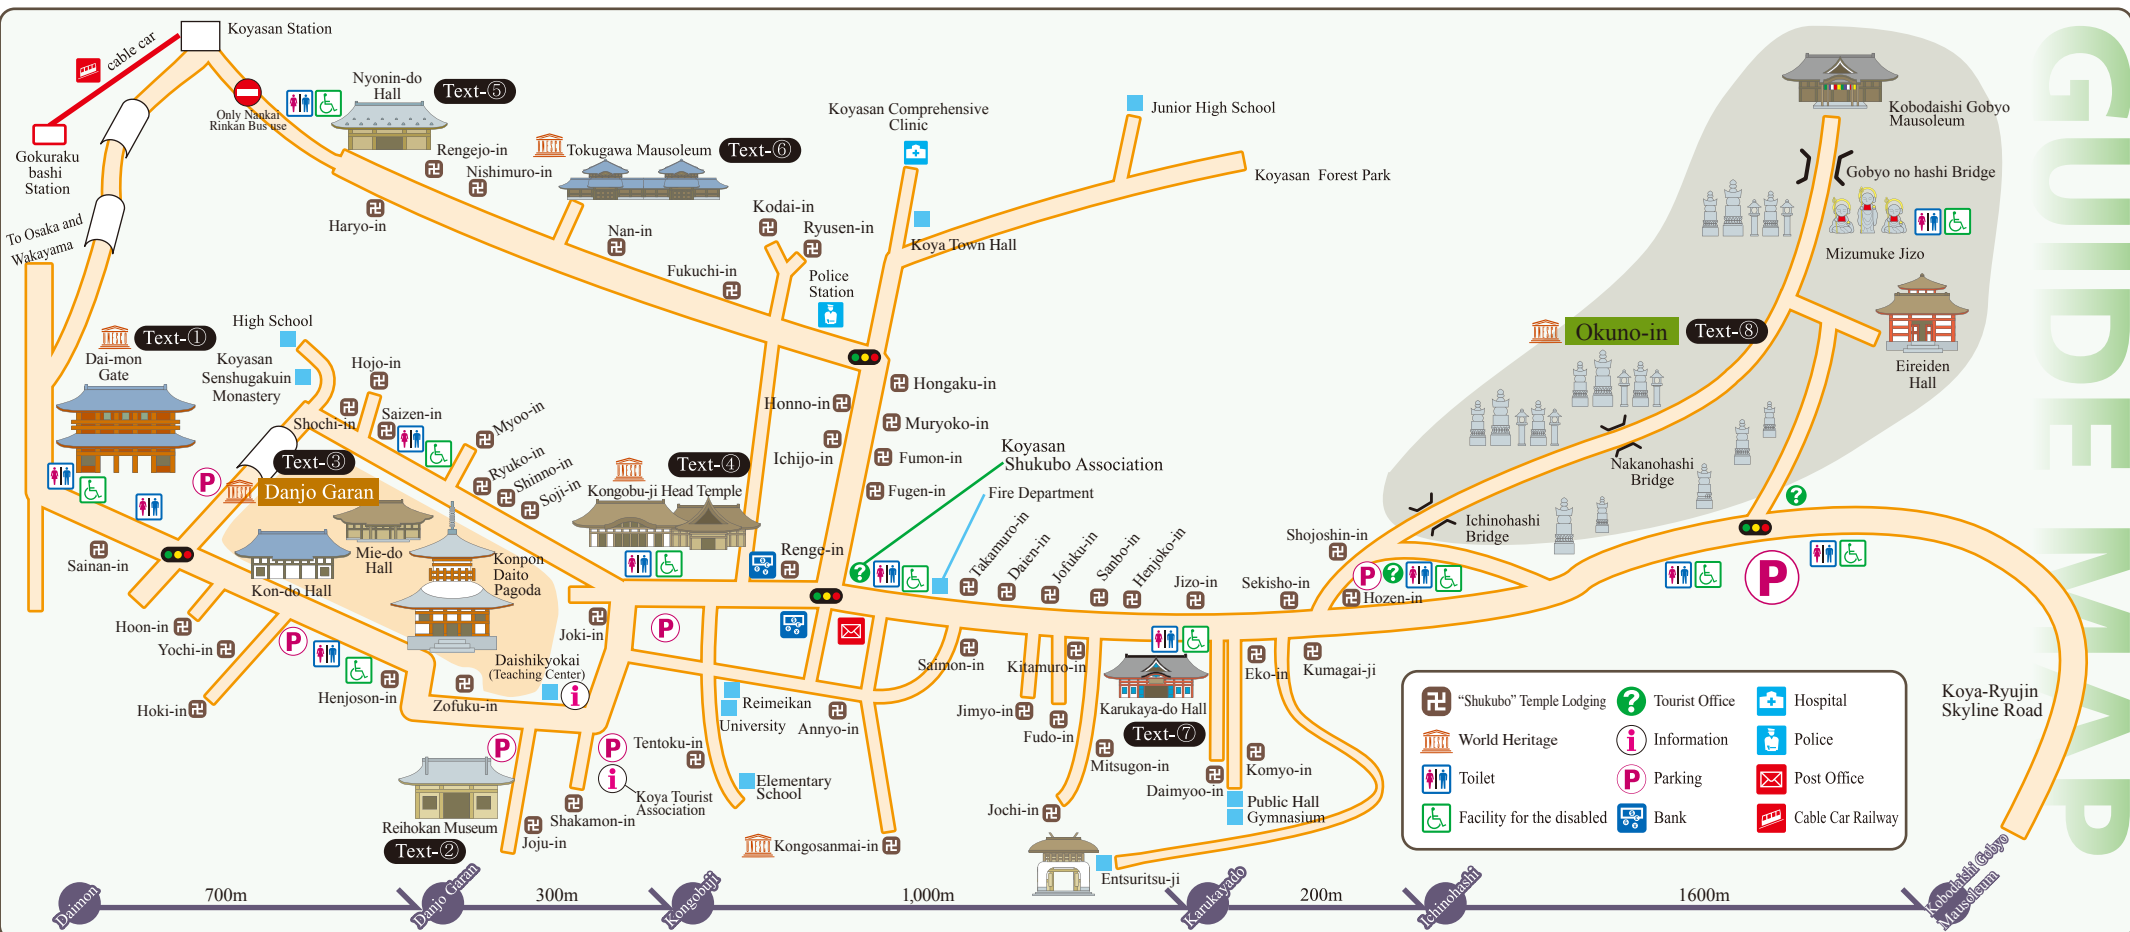 GUIDE MAP
Koyasan Station
cable car
Gokuraku
bashi
Station
Only Nankai
Rinkan Bus use
Nyonin-do
Hall
Text-⑤
Rengejo-in
Nishimuro-in
Haryo-in
Tokugawa Mausoleum
Text-⑥
Nan-in
Fukuchi-in
Kodai-in
Ryusen-in
Police
Station
Koyasan Comprehensive
Clinic
Koya Town Hall
Junior High School
Koyasan Forest Park
Kobodaishi Gobyo
Mausoleum
Gobyo no hashi Bridge
Mizumuke Jizo
Eireiden
Hall
Okuno-in
Text-⑧
Nakanohashi
Bridge
Ichinohashi
Bridge
To Osaka and
Wakayama
Text-①
Dai-mon
Gate
High School
Koyasan
Senshugakuin
Monastery
Hojo-in
Shochi-in
Saizen-in
Myoo-in
Ryuko-in
Shinno-in
Soji-in
Text-③
Danjo Garan
Kon-do Hall
Mie-do
Hall
Konpon
Daito
Pagoda
Text-④
Kongobu-ji Head Temple
Honno-in
Ichijo-in
Hongaku-in
Muryoko-in
Fumon-in
Fugen-in
Renge-in
Koyasan
Shukubo Association
Fire Department
Takamuro-in
Daien-in
Jofuku-in
Sanbo-in
Henjoko-in
Jizo-in
Sekisho-in
Shojoshin-in
Hozen-in
Sainan-in
Hoon-in
Yochi-in
Hoki-in
Henjoson-in
Zofuku-in
Joki-in
Daishikyokai
(Teaching Center)
Reihokan Museum
Text-②
Joju-in
Shakamon-in
Koya Tourist
Association
Tentoku-in
Reimeikan
University
Elementary
School
Annyo-in
Kongosanmai-in
Saimon-in
Kitamuro-in
Jimyo-in
Fudo-in
Karukaya-do Hall
Text-⑦
Mitsugon-in
Jochi-in
Daimyoo-in
Eko-in
Kumagai-ji
Komyo-in
Public Hall
Gymnasium
Entsuritsu-ji
Koya-Ryujin
Skyline Road
“Shukubo” Temple Lodging
World Heritage
Toilet
Facility for the disabled
Tourist Office
Information
Parking
Bank
Hospital
Police
Post Office
Cable Car Railway
Daimon
700m
Danjo Garan
300m
Kongobuji
1,000m
Karukayado
200m
Ichinohashi
1600m
Kobodaishi Gobyo
Mausoleum